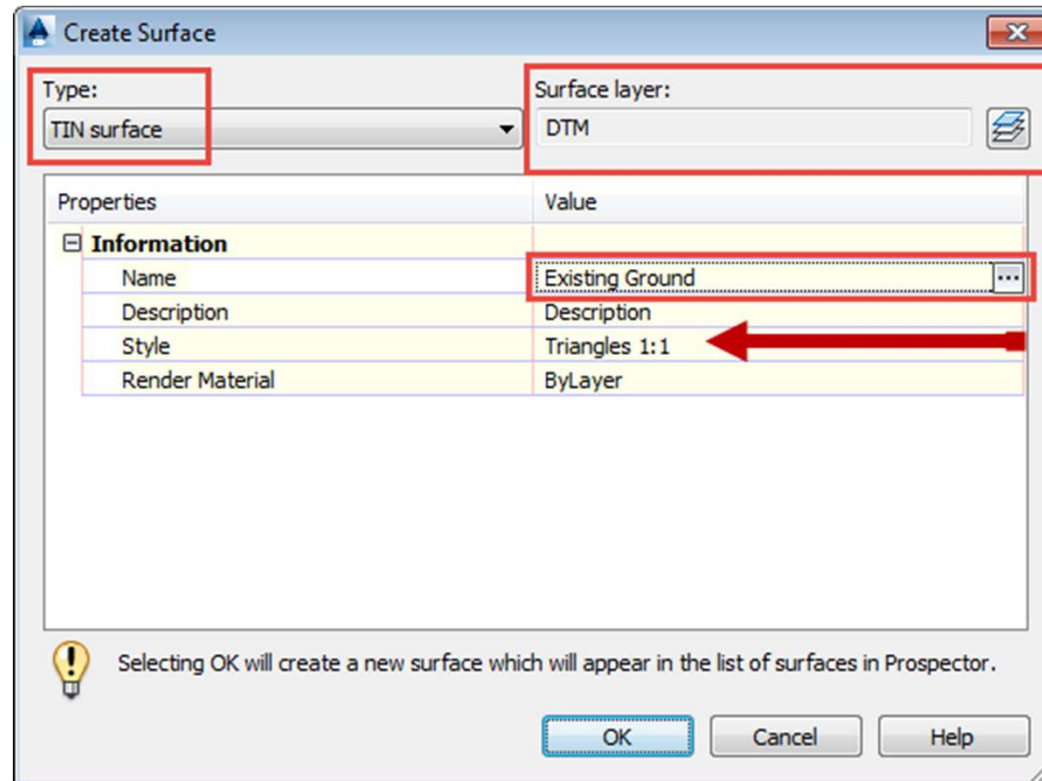 Create Surface
Type:
Surface layer:
TIN surface
DTM
Properties Value
Information
Name Existing Ground ...
Description Description
Style Triangles 1:1
Render Material ByLayer
Selecting OK will create a new surface which will appear in the list of surfaces in Prospector.
OK Cancel Help